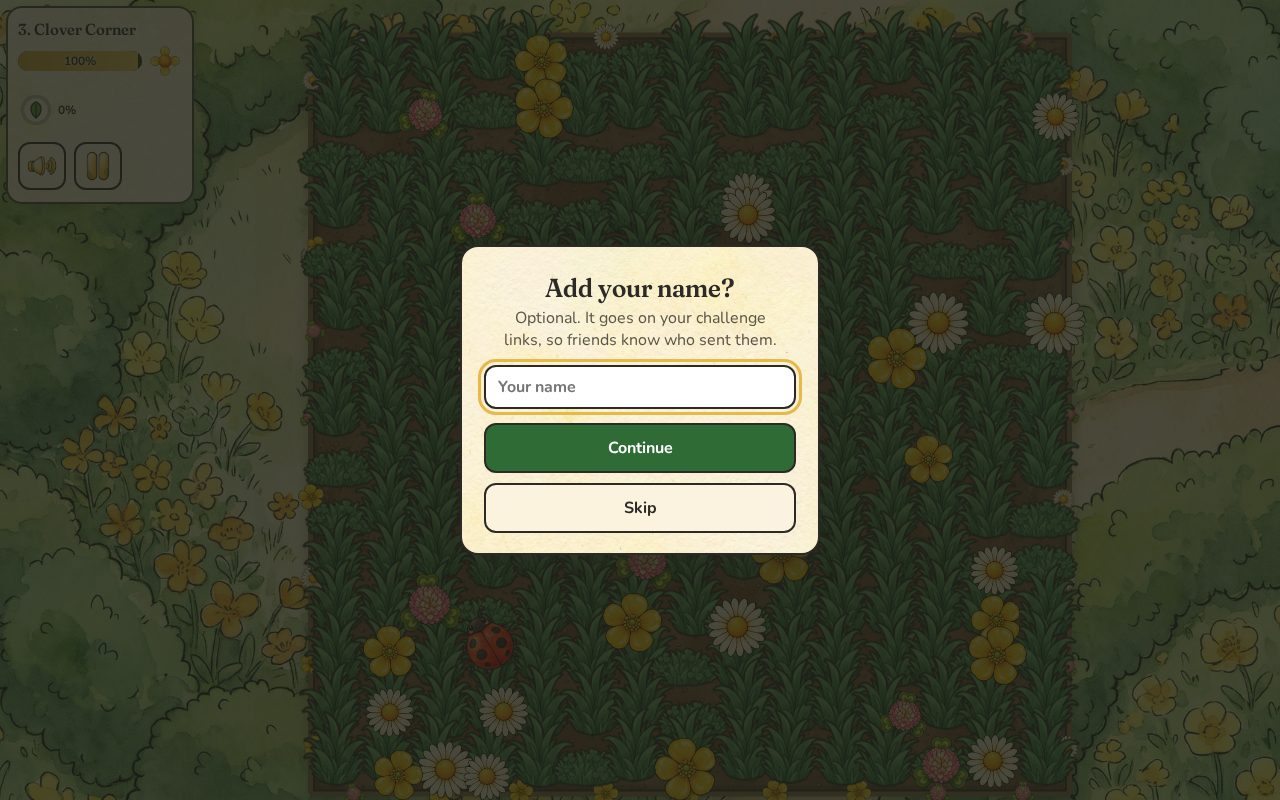 3. Clover Corner
100%
0%
Add your name?
Optional. It goes on your challenge
links, so friends know who sent them.
Your name
Continue
Skip